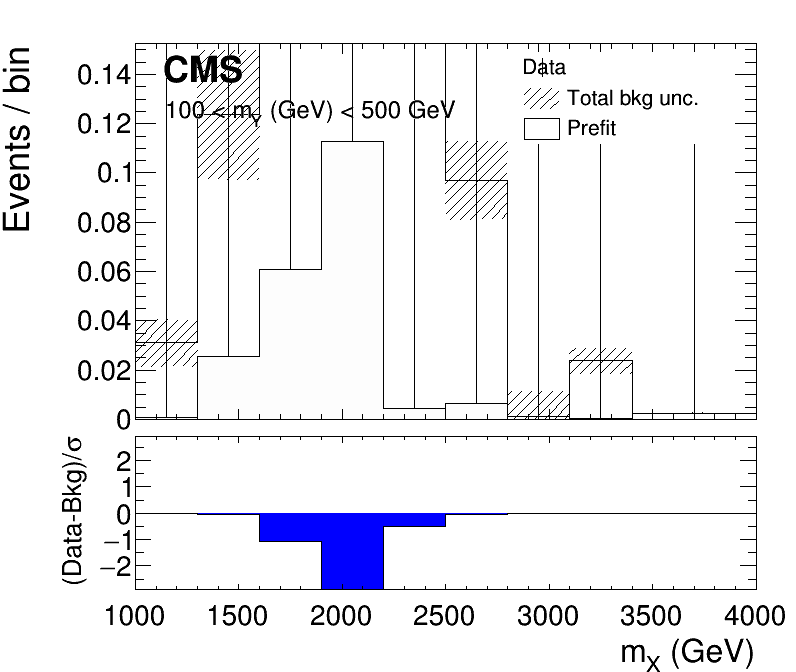 CMS
100 < mY (GeV) < 500 GeV
Data
Total bkg unc.
Prefit
Events / bin
0.14
0.12
0.1
0.08
0.06
0.04
0.02
0
(Data-Bkg)/σ
2
1
0
−1
−2
1000 1500 2000 2500 3000 3500 4000
mX (GeV)